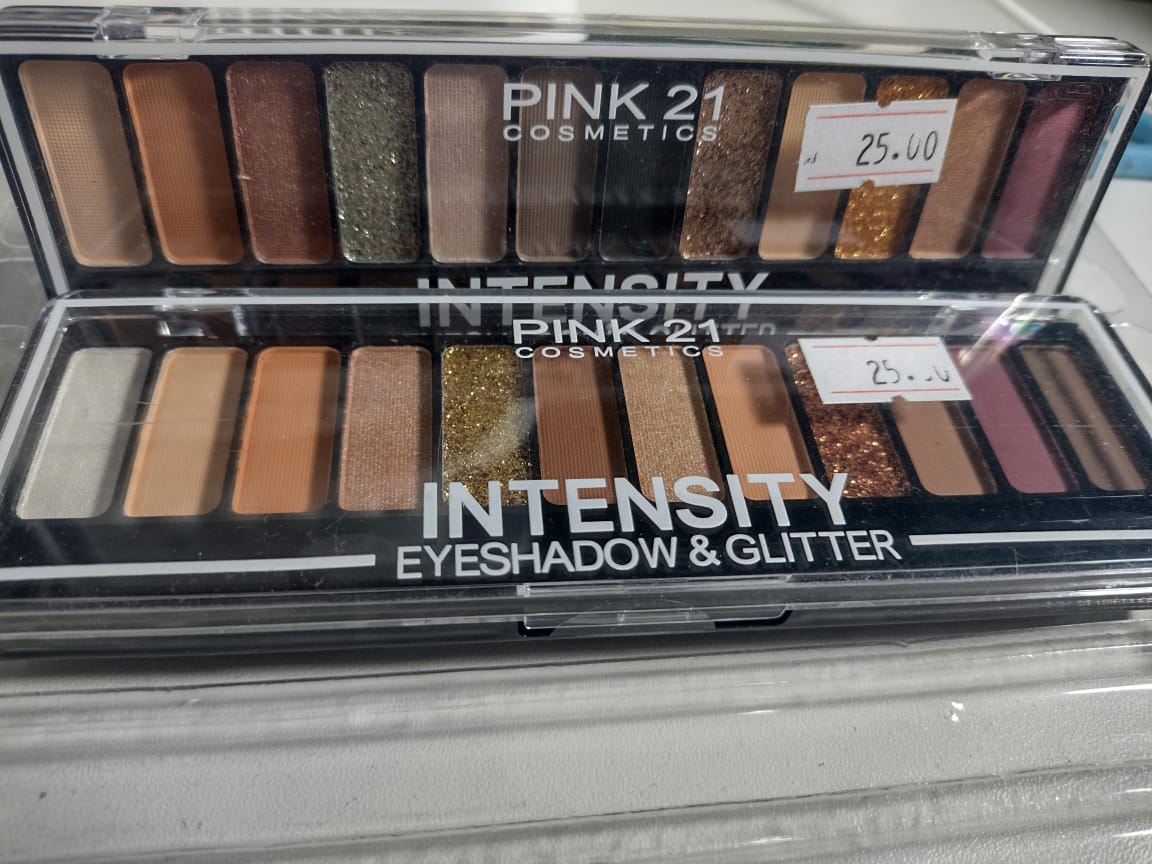 PINK 21
COSMETICS
25.00
INTENSITY
PINK 21
COSMETICS
INTENSITY
EYESHADOW & GLITTER